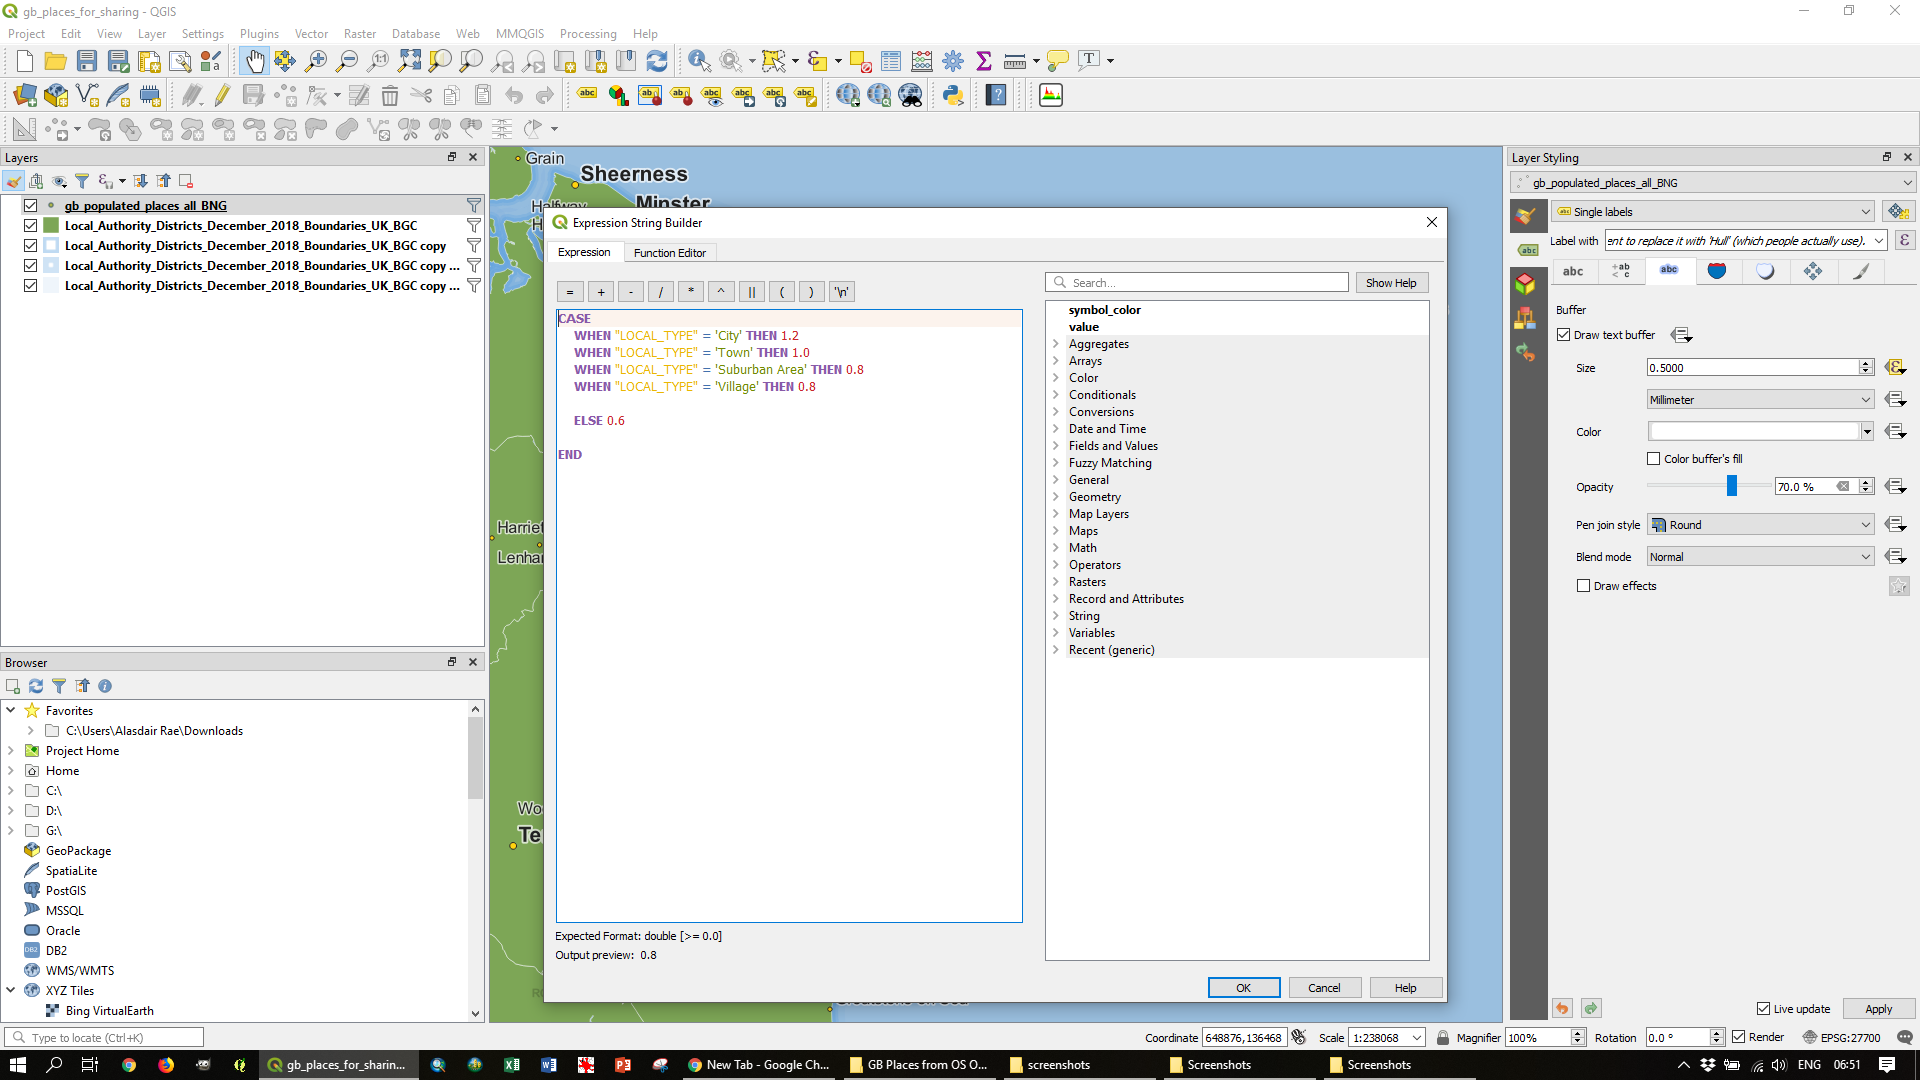 gb_places_for_sharing - QGIS
Project Edit View Layer Settings Plugins Vector Raster Database Web MMQGIS Processing Help
Layers
gb_populated_places_all_BNG
Local_Authority_Districts_December_2018_Boundaries_UK_BGC
Local_Authority_Districts_December_2018_Boundaries_UK_BGC copy
Local_Authority_Districts_December_2018_Boundaries_UK_BGC copy ...
Local_Authority_Districts_December_2018_Boundaries_UK_BGC copy ...
Browser
Favorites
C:\Users\Alasdair Rae\Downloads
Project Home
Home
C:\
D:\
G:\
GeoPackage
SpatiaLite
PostGIS
MSSQL
Oracle
DB2
WMS/WMTS
XYZ Tiles
Bing VirtualEarth
Grain
Sheerness
Minster
Halfway
Harriet
Lenha
Wo
Te
Expression String Builder
Expression Function Editor
= + - / * ^ || ( ) '\n'
CASE
WHEN "LOCAL_TYPE" = 'City' THEN 1.2
WHEN "LOCAL_TYPE" = 'Town' THEN 1.0
WHEN "LOCAL_TYPE" = 'Suburban Area' THEN 0.8
WHEN "LOCAL_TYPE" = 'Village' THEN 0.8
ELSE 0.6
END
Expected Format: double [>= 0.0]
Output preview: 0.8
Search...
Show Help
symbol_color
value
Aggregates
Arrays
Color
Conditionals
Conversions
Date and Time
Fields and Values
Fuzzy Matching
General
Geometry
Map Layers
Maps
Math
Operators
Rasters
Record and Attributes
String
Variables
Recent (generic)
OK Cancel Help
Layer Styling
gb_populated_places_all_BNG
Single labels
Label with ent to replace it with 'Hull' (which people actually use).
Buffer
Draw text buffer
Size 0.5000
Millimeter
Color
Color buffer's fill
Opacity 70.0 %
Pen join style Round
Blend mode Normal
Draw effects
Live update Apply
Type to locate (Ctrl+K)
Coordinate 648876,136468 Scale 1:238068 Magnifier 100% Rotation 0.0 ° Render EPSG:27700
gb_places_for_sharin... New Tab - Google Ch... GB Places from OS O... screenshots Screenshots Screenshots ENG 06:51